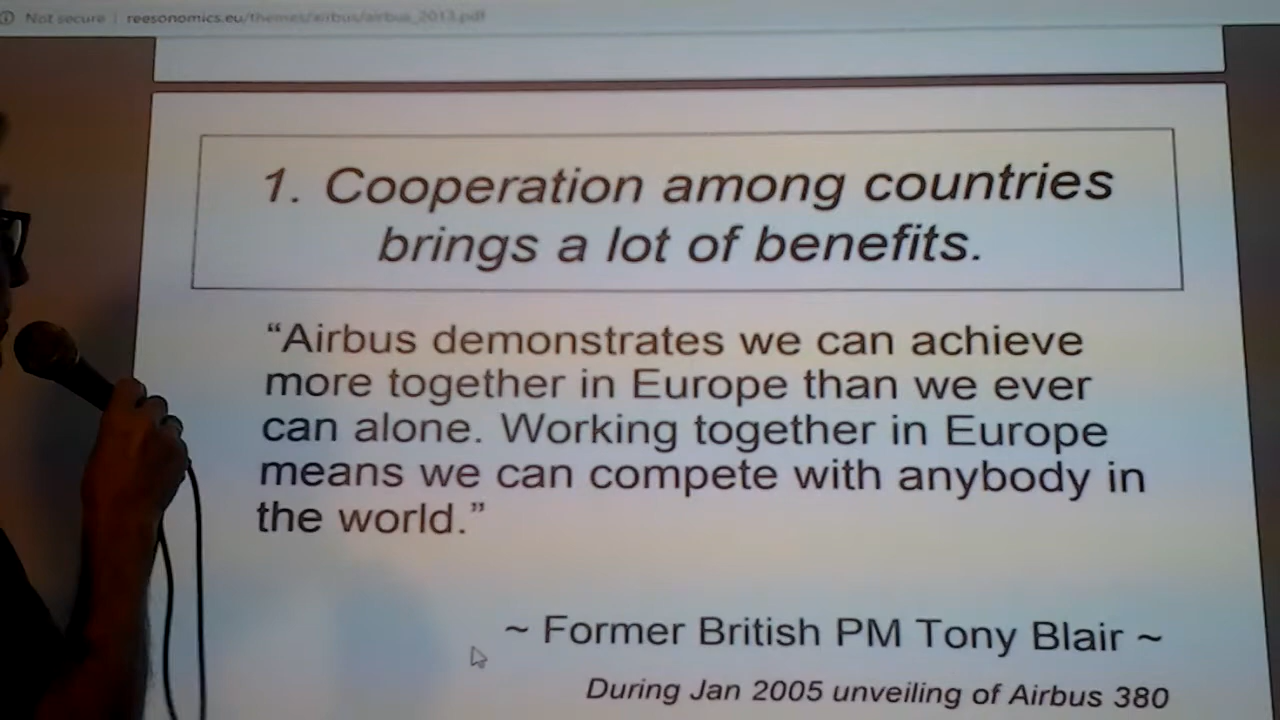 Not secure | reesonomics.eu/themes/airbus/airbus_2013.pdf
1. Cooperation among countries
brings a lot of benefits.
“Airbus demonstrates we can achieve
more together in Europe than we ever
can alone. Working together in Europe
means we can compete with anybody in
the world.”
~ Former British PM Tony Blair ~
During Jan 2005 unveiling of Airbus 380